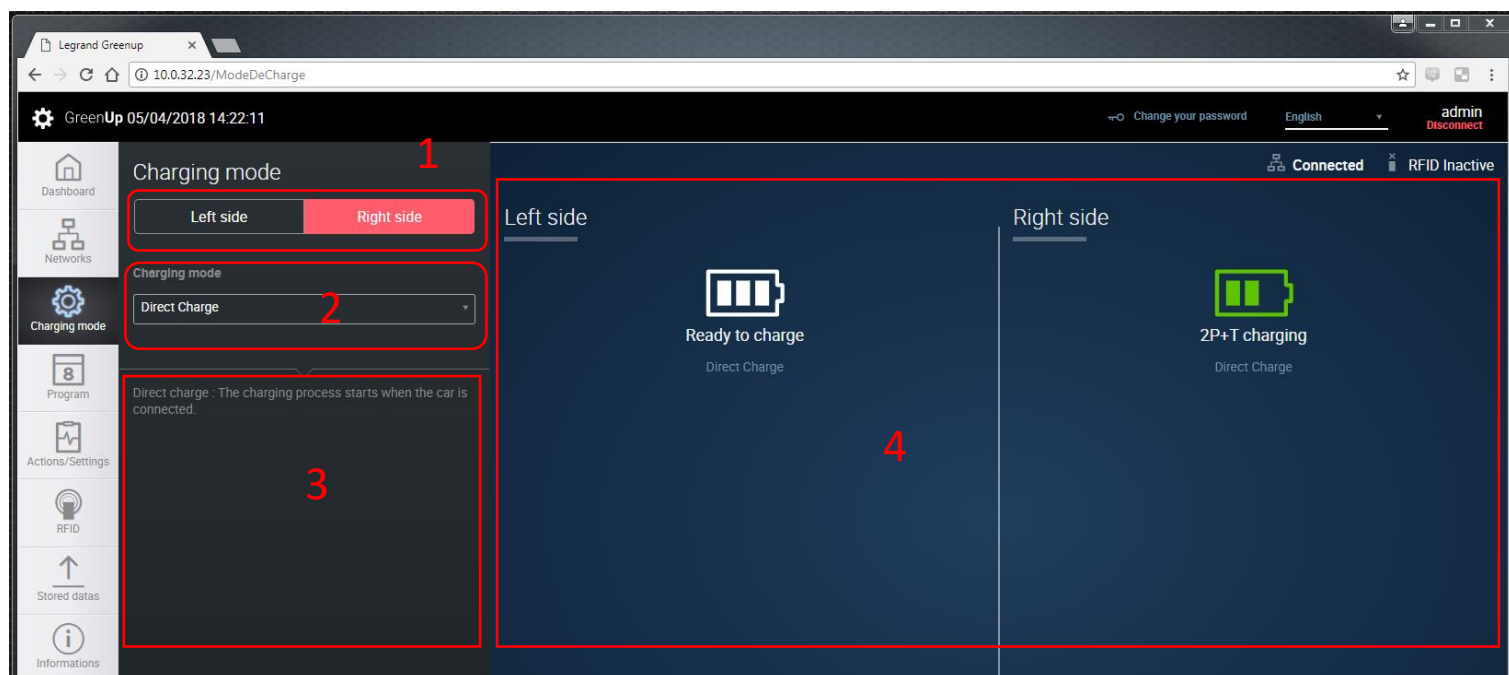 Legrand Greenup
10.0.32.23/ModeDeCharge
GreenUp 05/04/2018 14:22:11
Change your password
English
admin
Disconnect
Dashboard
Networks
Charging mode
8
Program
Actions/Settings
RFID
Stored datas
Informations
Charging mode
1
Left side
Right side
Charging mode
Direct Charge
2
Direct charge : The charging process starts when the car is
connected.
3
Connected
RFID Inactive
Left side
Ready to charge
Direct Charge
Right side
2P+T charging
Direct Charge
4